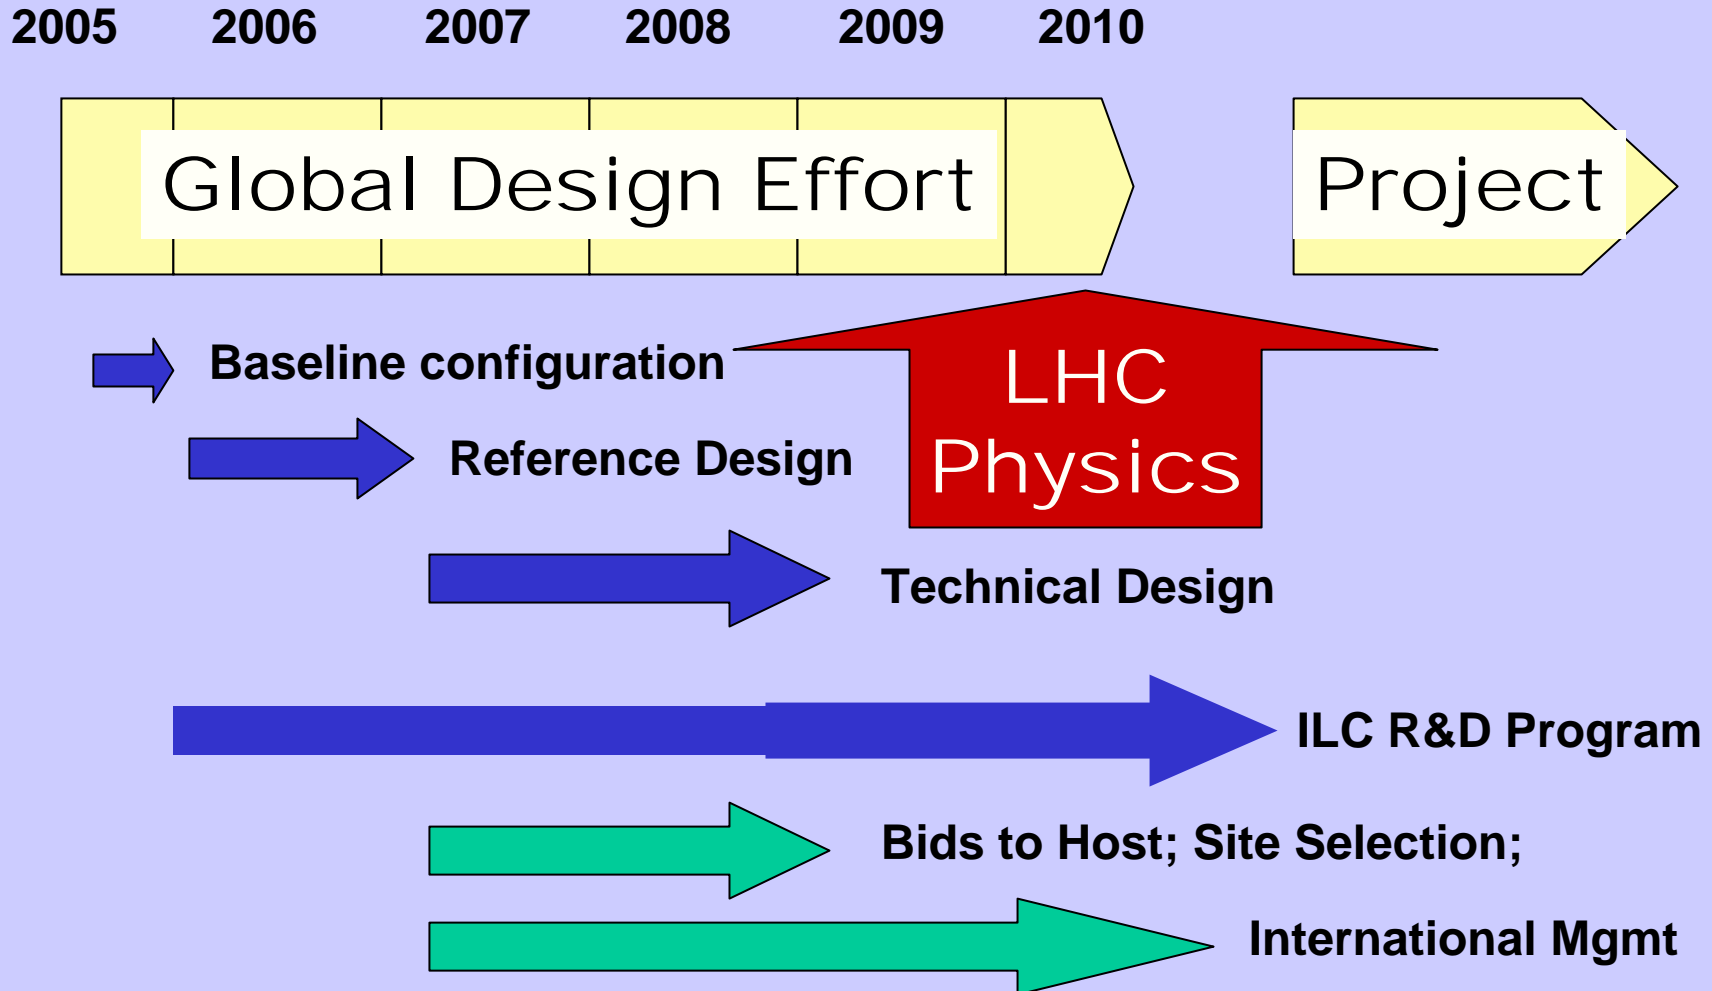 2005 2006 2007 2008 2009 2010
Global Design Effort
Project
Baseline configuration
LHC
Physics
Reference Design
Technical Design
ILC R&D Program
Bids to Host; Site Selection;
International Mgmt